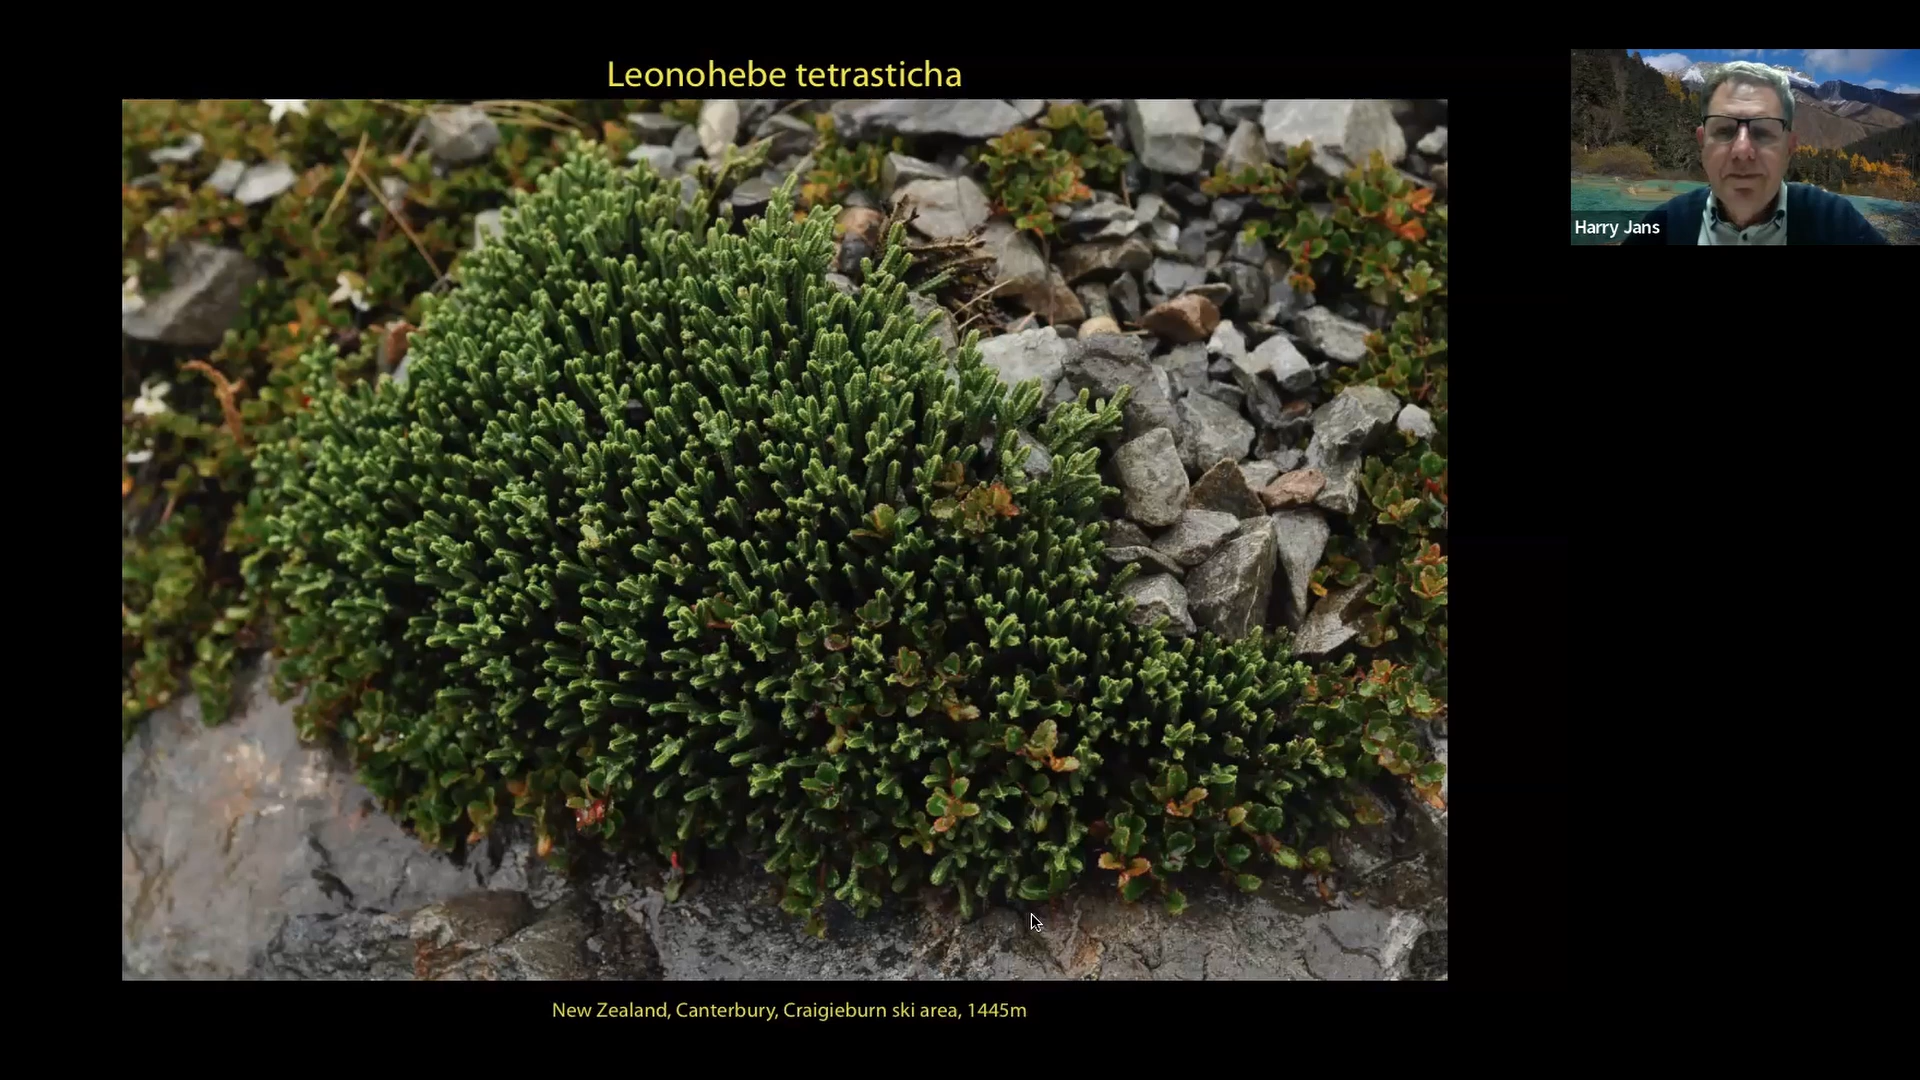 Leonohebe tetrasticha
Harry Jans
New Zealand, Canterbury, Craigieburn ski area, 1445m